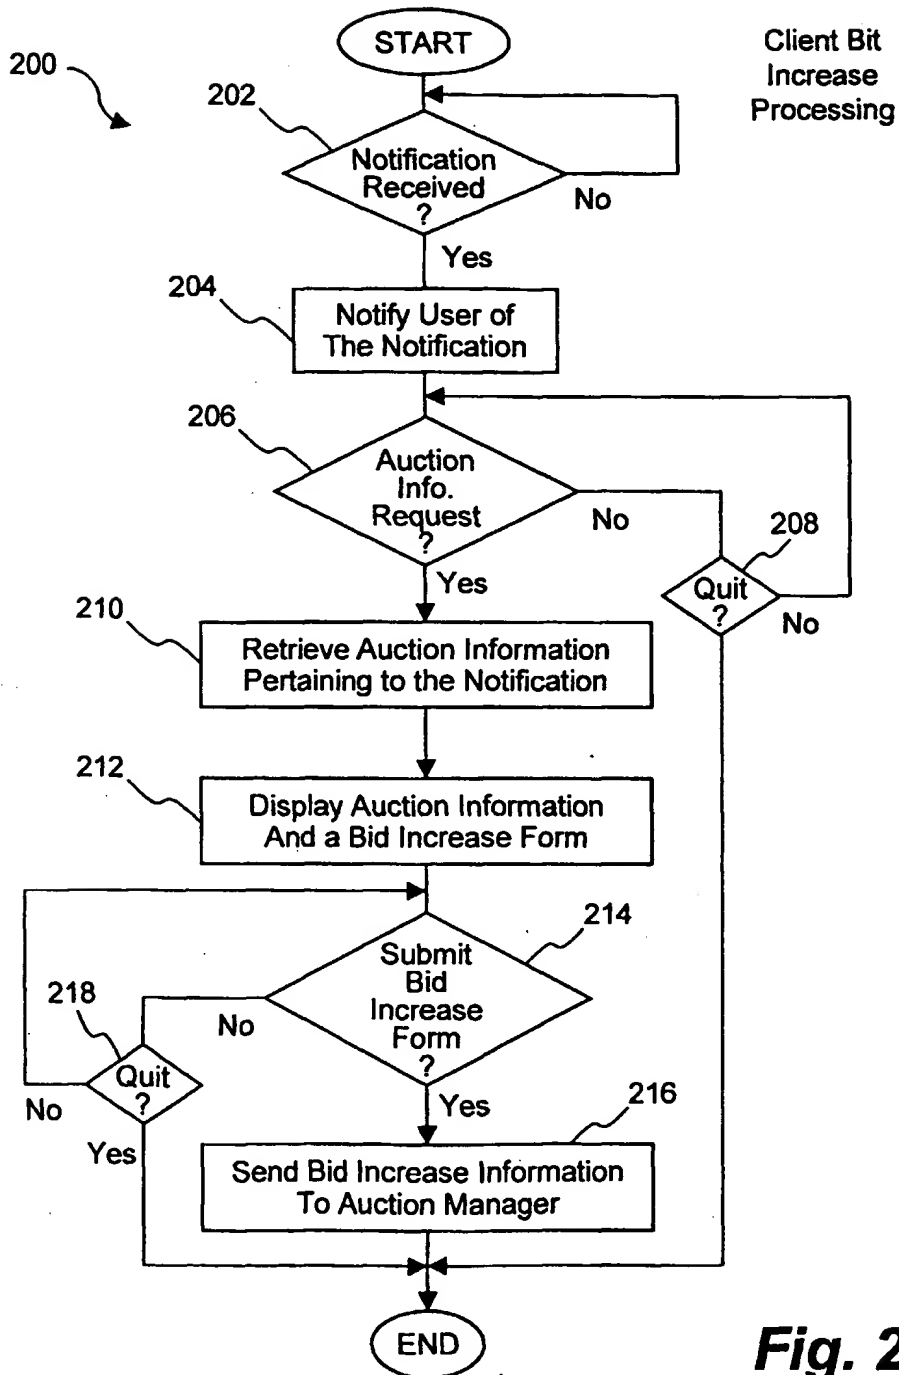 START
Client Bit
Increase
Processing
200
202
Notification
Received
?
No
Yes
204
Notify User of
The Notification
206
Auction
Info.
Request
?
No
Yes
208
Quit
?
No
210
Retrieve Auction Information
Pertaining to the Notification
212
Display Auction Information
And a Bid Increase Form
214
Submit
Bid
Increase
Form
?
No
Yes
218
Quit
?
No
Yes
216
Send Bid Increase Information
To Auction Manager
END
Fig. 2